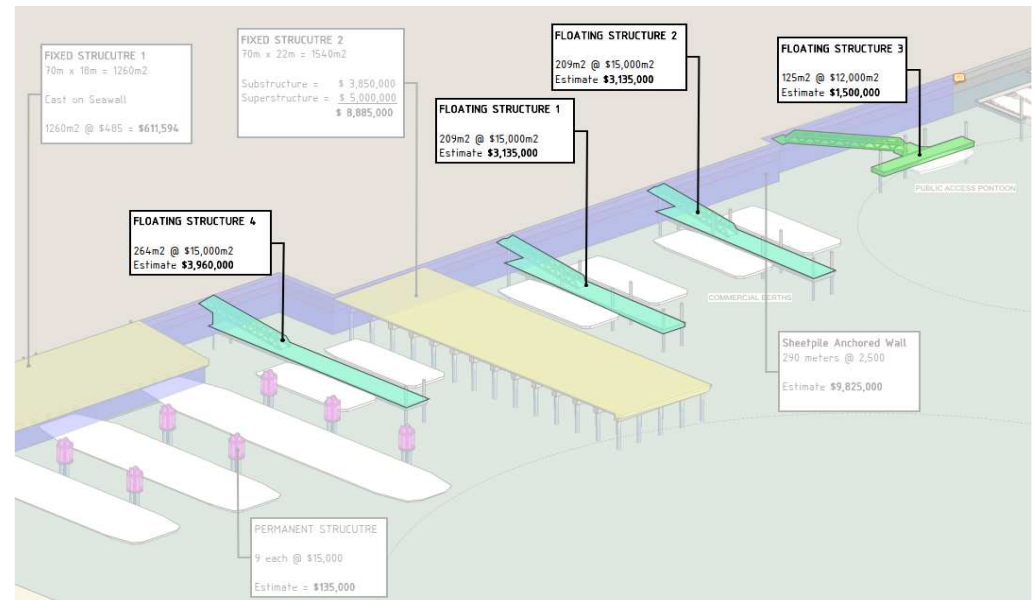 FIXED STRUCUTRE 1
70m x 18m = 1260m2
Cast on Seawall
1260m2 @ $485 = $611,594
FIXED STRUCUTRE 2
70m x 22m = 1540m2
Substructure = $ 3,850,000
Superstructure = $ 5,000,000
$ 8,885,000
FLOATING STRUCTURE 2
209m2 @ $15,000m2
Estimate $3,135,000
FLOATING STRUCTURE 3
125m2 @ $12,000m2
Estimate $1,500,000
FLOATING STRUCTURE 1
209m2 @ $15,000m2
Estimate $3,135,000
PUBLIC ACCESS PONTOON
FLOATING STRUCTURE 4
264m2 @ $15,000m2
Estimate $3,960,000
COMMERCIAL BERTHS
Sheetpile Anchored Wall
290 meters @ 2,500
Estimate $9,825,000
PERMANENT STRUCUTRE
9 each @ $15,000
Estimate = $135,000